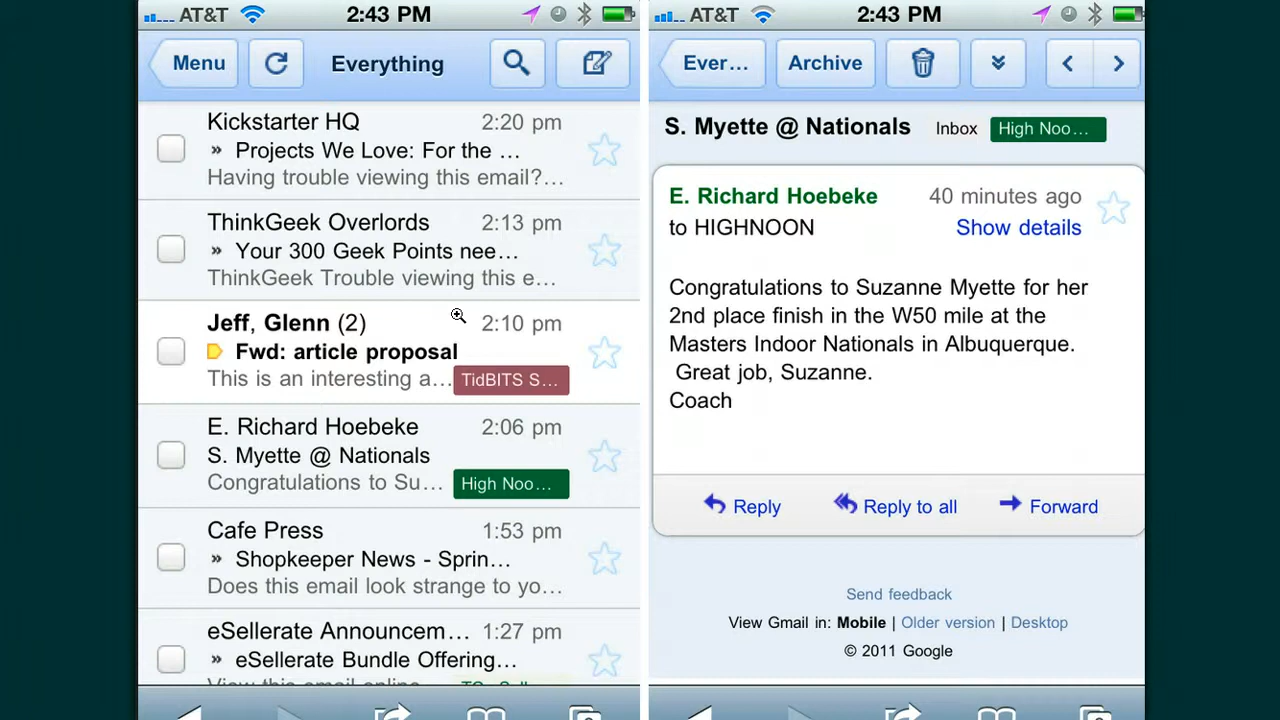 AT&T 2:43 PM
Menu Everything
Kickstarter HQ 2:20 pm
» Projects We Love: For the …
Having trouble viewing this email?…
ThinkGeek Overlords 2:13 pm
» Your 300 Geek Points nee…
ThinkGeek Trouble viewing this e…
Jeff, Glenn (2) 2:10 pm
Fwd: article proposal
This is an interesting a… TidBITS S…
E. Richard Hoebeke 2:06 pm
S. Myette @ Nationals
Congratulations to Su… High Noo…
Cafe Press 1:53 pm
» Shopkeeper News - Sprin…
Does this email look strange to yo…
eSellerate Announcem… 1:27 pm
» eSellerate Bundle Offering…
View this email online
AT&T 2:43 PM
Ever… Archive
S. Myette @ Nationals Inbox High Noo…
E. Richard Hoebeke 40 minutes ago
to HIGHNOON Show details
Congratulations to Suzanne Myette for her
2nd place finish in the W50 mile at the
Masters Indoor Nationals in Albuquerque.
Great job, Suzanne.
Coach
Reply Reply to all Forward
Send feedback
View Gmail in: Mobile | Older version | Desktop
© 2011 Google